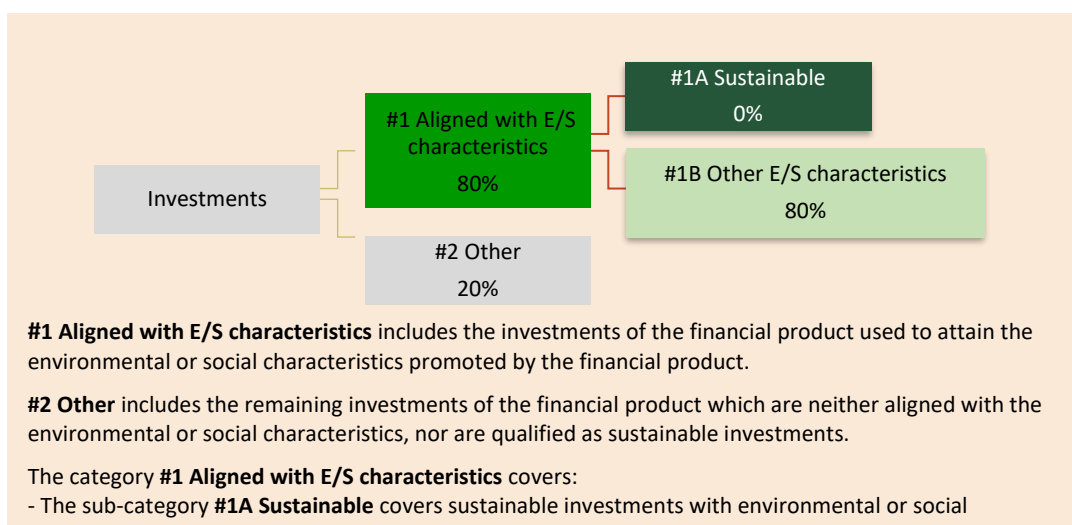 #1A Sustainable
0%
#1 Aligned with E/S
characteristics
80%
#1B Other E/S characteristics
80%
Investments
#2 Other
20%
#1 Aligned with E/S characteristics includes the investments of the financial product used to attain the
environmental or social characteristics promoted by the financial product.
#2 Other includes the remaining investments of the financial product which are neither aligned with the
environmental or social characteristics, nor are qualified as sustainable investments.
The category #1 Aligned with E/S characteristics covers:
- The sub-category #1A Sustainable covers sustainable investments with environmental or social